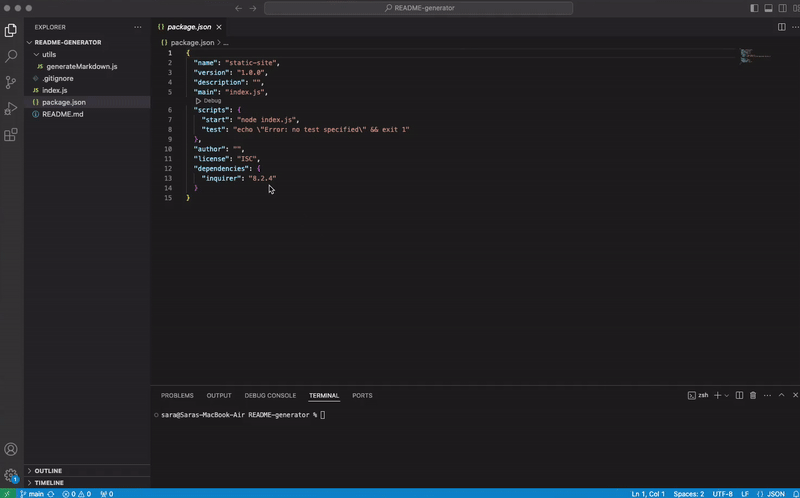 README-generator
EXPLORER
README-GENERATOR
utils
JS generateMarkdown.js
.gitignore
JS index.js
{} package.json
README.md
OUTLINE
TIMELINE
{} package.json
{} package.json > ...
1 {
2 "name": "static-site",
3 "version": "1.0.0",
4 "description": "",
5 "main": "index.js",
Debug
6 "scripts": {
7 "start": "node index.js",
8 "test": "echo \"Error: no test specified\" && exit 1"
9 },
10 "author": "",
11 "license": "ISC",
12 "dependencies": {
13 "inquirer": "8.2.4"
14 }
15 }
PROBLEMS OUTPUT DEBUG CONSOLE TERMINAL PORTS
zsh
sara@Saras-MacBook-Air README-generator %
1
main 0 0 0 Ln 1, Col 1 Spaces: 2 UTF-8 LF {} JSON